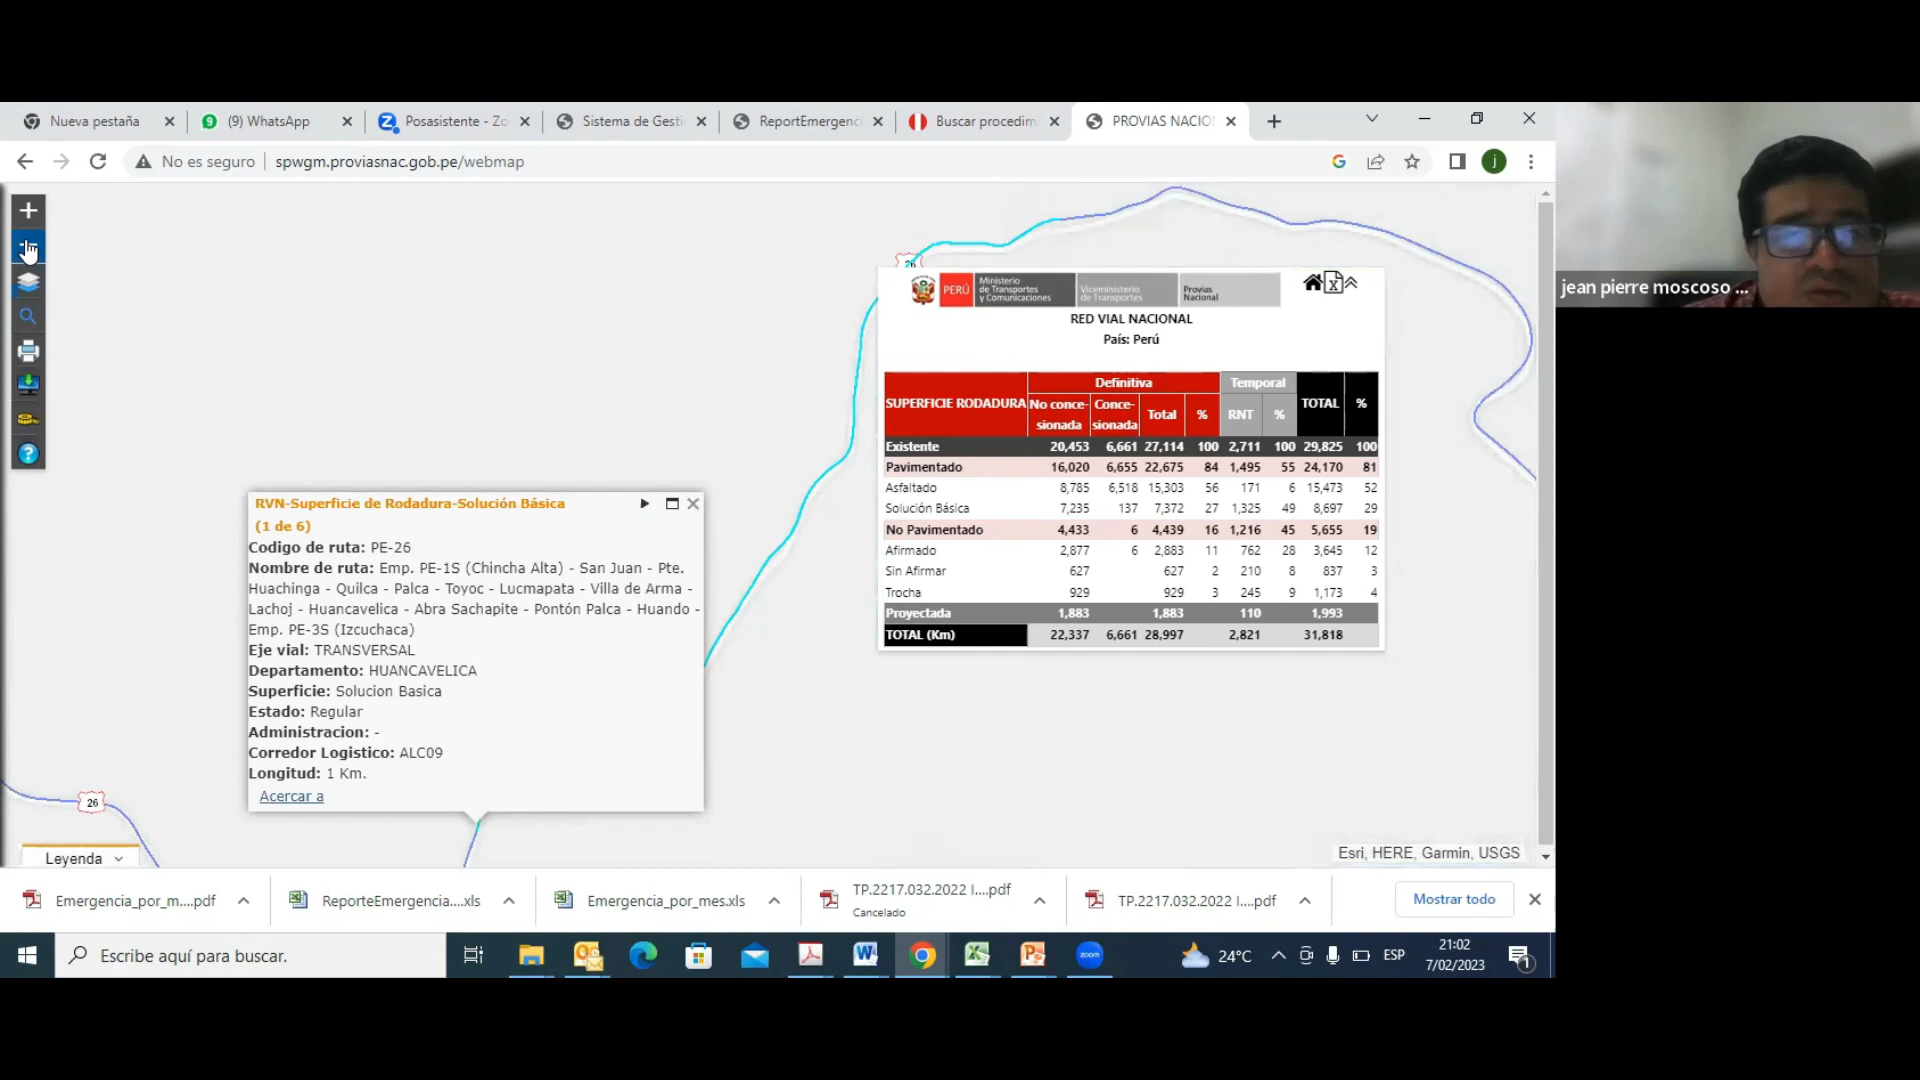 Nueva pestaña
(9) WhatsApp
Posasistente - Zo
Sistema de Gesti
ReportEmergenc
Buscar procedim
PROVIAS NACIO
No es seguro | spwgm.proviasnac.gob.pe/webmap
jean pierre moscoso ...
26
PERÚ
Ministerio
de Transportes
y Comunicaciones
Viceministerio
de Transportes
Provias
Nacional
RED VIAL NACIONAL
País: Perú
SUPERFICIE RODADURA Definitiva Temporal TOTAL %
No conce-sionada Conce-sionada Total % RNT %
Existente 20,453 6,661 27,114 100 2,711 100 29,825 100
Pavimentado 16,020 6,655 22,675 84 1,495 55 24,170 81
Asfaltado 8,785 6,518 15,303 56 171 6 15,473 52
Solución Básica 7,235 137 7,372 27 1,325 49 8,697 29
No Pavimentado 4,433 6 4,439 16 1,216 45 5,655 19
Afirmado 2,877 6 2,883 11 762 28 3,645 12
Sin Afirmar 627 627 2 210 8 837 3
Trocha 929 929 3 245 9 1,173 4
Proyectada 1,883 1,883 110 1,993
TOTAL (Km) 22,337 6,661 28,997 2,821 31,818
RVN-Superficie de Rodadura-Solución Básica
(1 de 6)
Codigo de ruta: PE-26
Nombre de ruta: Emp. PE-1S (Chincha Alta) - San Juan - Pte.
Huachinga - Quilca - Palca - Toyoc - Lucmapata - Villa de Arma -
Lachoj - Huancavelica - Abra Sachapite - Pontón Palca - Huando -
Emp. PE-3S (Izcuchaca)
Eje vial: TRANSVERSAL
Departamento: HUANCAVELICA
Superficie: Solucion Basica
Estado: Regular
Administracion: -
Corredor Logistico: ALC09
Longitud: 1 Km.
Acercar a
26
Leyenda
Esri, HERE, Garmin, USGS
Emergencia_por_m....pdf
ReporteEmergencia....xls
Emergencia_por_mes.xls
TP.2217.032.2022 I....pdf
Cancelado
TP.2217.032.2022 I....pdf
Mostrar todo
Escribe aquí para buscar.
zoom
24°C
ESP
21:02
7/02/2023
1